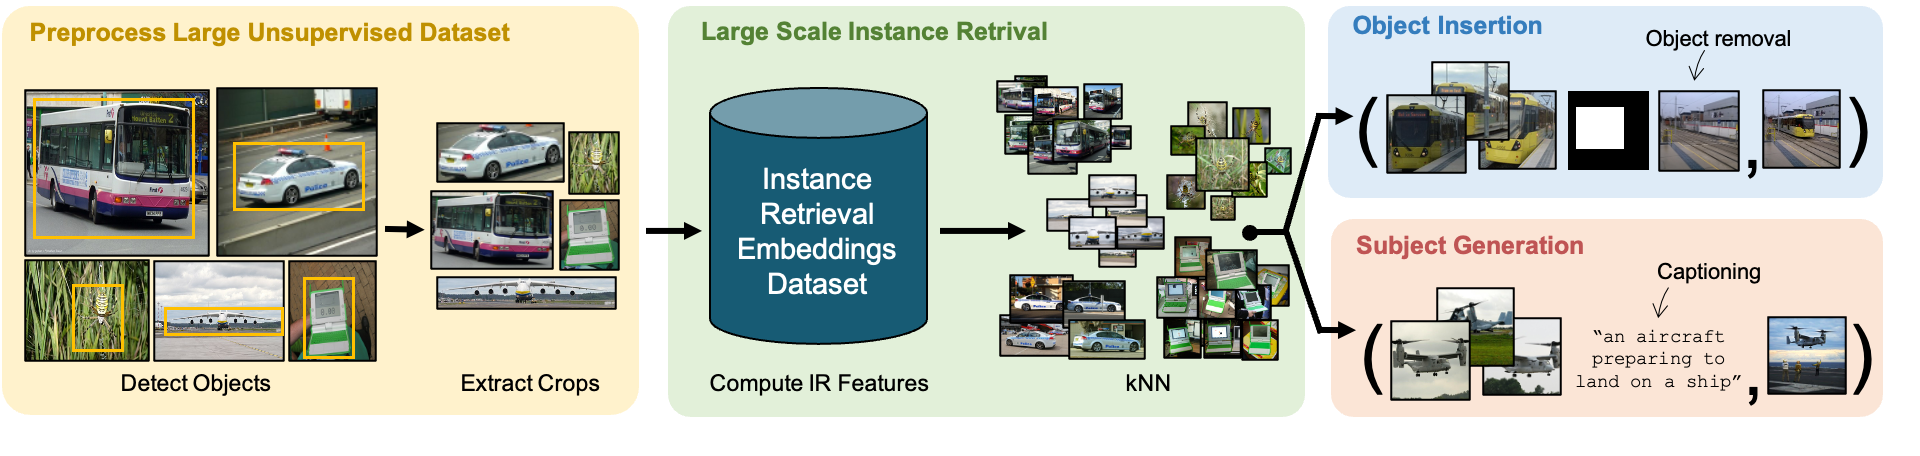 Preprocess Large Unsupervised Dataset
Detect Objects
Extract Crops
Large Scale Instance Retrival
Instance
Retrieval
Embeddings
Dataset
Compute IR Features
kNN
Object Insertion
Object removal
( , )
Subject Generation
Captioning
( “an aircraft
preparing to
land on a ship” , )